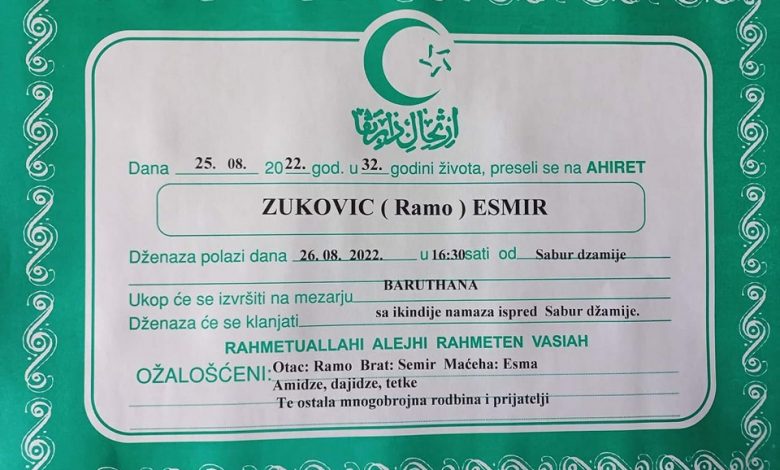 Dana 25. 08. 2022. god. u 32. godini života, preseli se na AHIRET
ZUKOVIC ( Ramo ) ESMIR
Dženaza polazi dana 26.08. 2022. u 16:30sati od Sabur dzamije
BARUTHANA
Ukop će se izvršiti na mezarju
sa ikindije namaza ispred Sabur džamije.
Dženaza će se klanjati
RAHMETUALLAHI ALEJHI RAHMETEN VASIAH
OŽALOŠĆENI: Otac: Ramo Brat: Semir Maćeha: Esma
Amidze, dajidze, tetke
Te ostala mnogobrojna rodbina i prijatelji